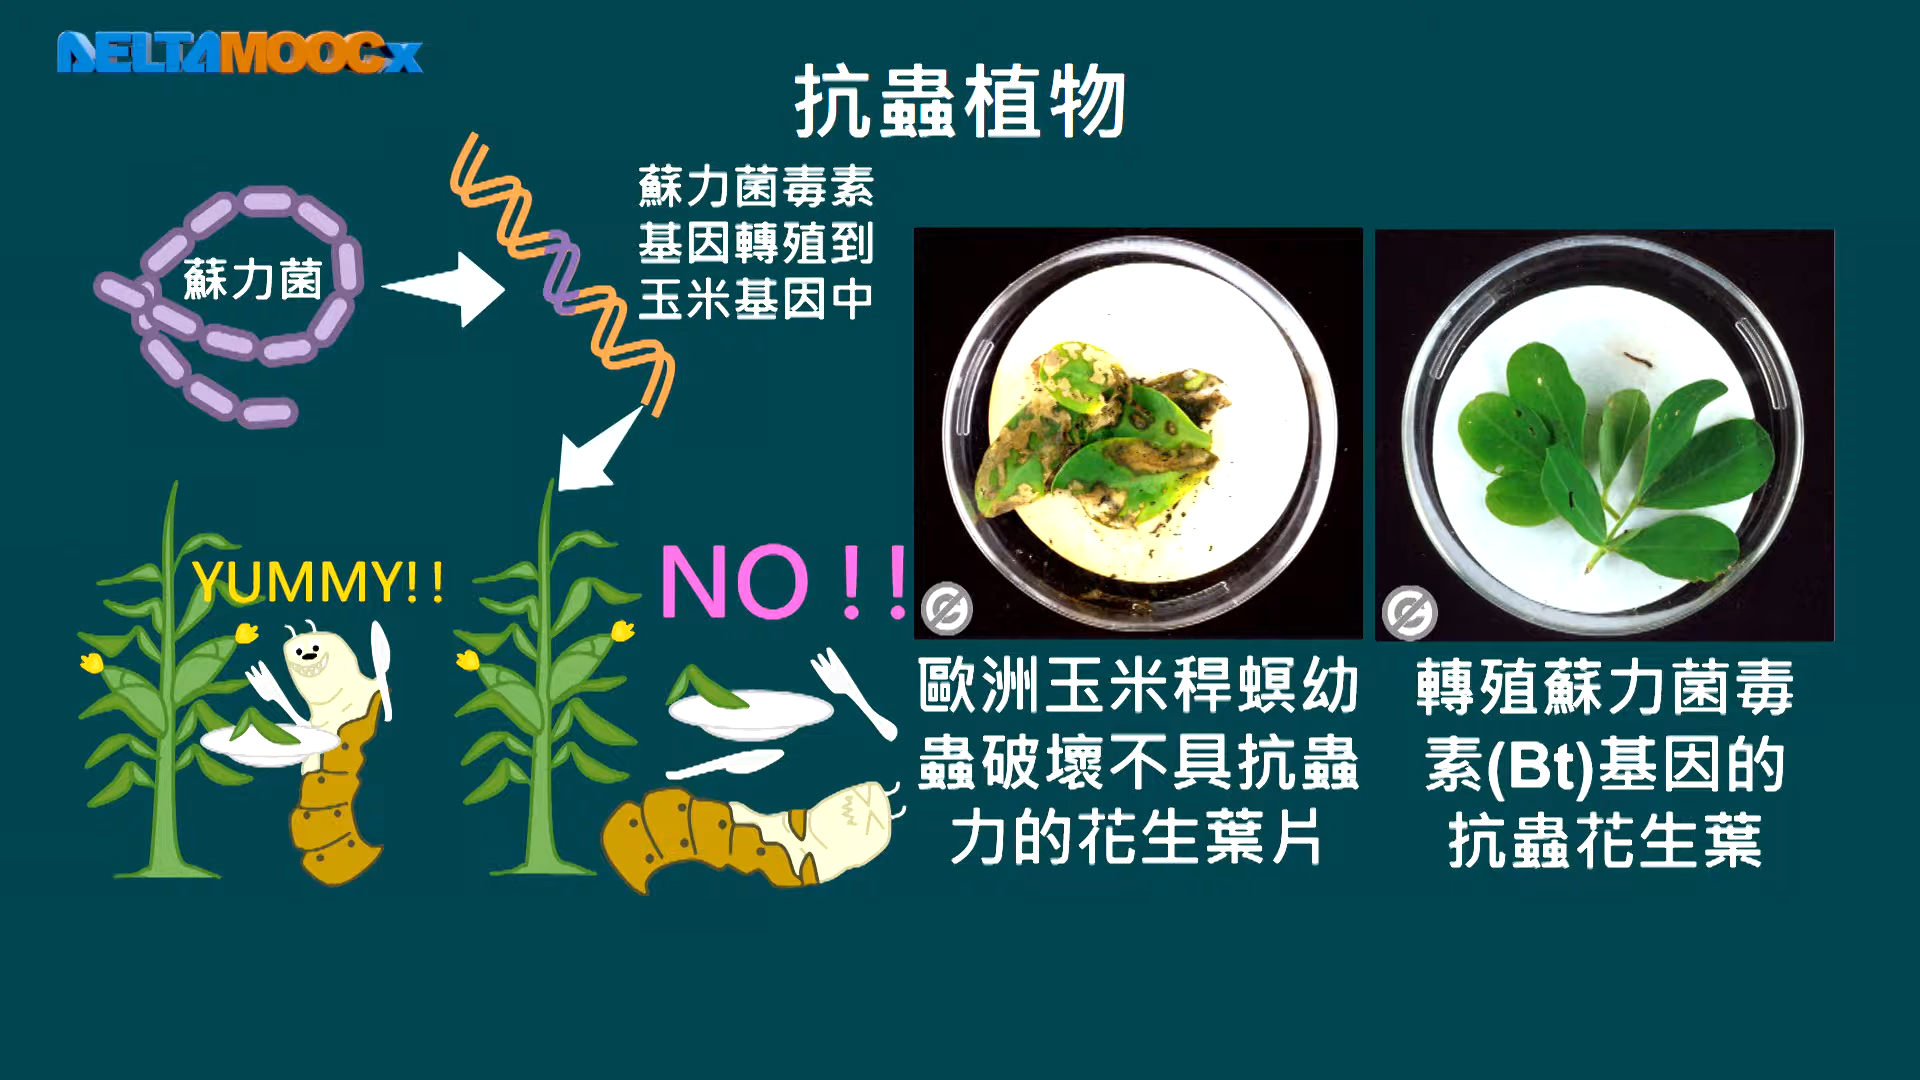 DELTAMOOCx
抗蟲植物
蘇力菌
蘇力菌毒素
基因轉殖到
玉米基因中
YUMMY!!
NO!!
歐洲玉米稈螟幼
蟲破壞不具抗蟲
力的花生葉片
轉殖蘇力菌毒
素(Bt)基因的
抗蟲花生葉